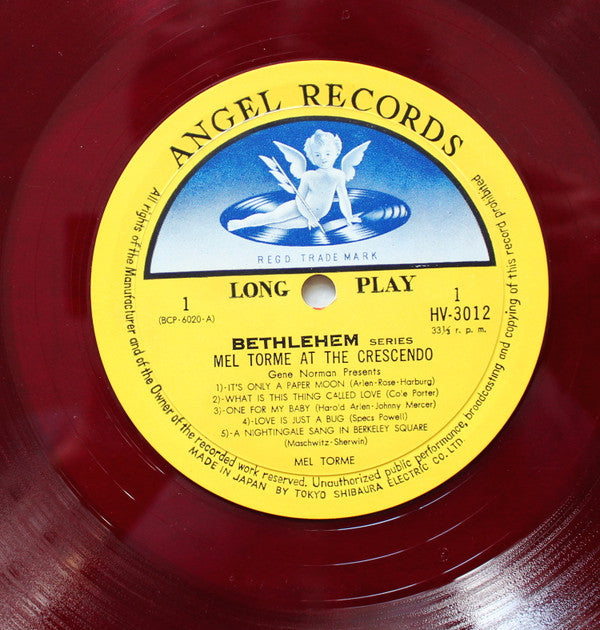 ANGEL RECORDS
REGD. TRADE MARK
LONG PLAY
1
(BCP-6020-A)
1
HV-3012
33⅓ r. p. m.
BETHLEHEM SERIES
MEL TORME AT THE CRESCENDO
Gene Norman Presents
1)-IT'S ONLY A PAPER MOON (Arlen-Rose-Harburg)
2)-WHAT IS THIS THING CALLED LOVE (Cole Porter)
3)-ONE FOR MY BABY (Harold Arlen-Johnny Mercer)
4)-LOVE IS JUST A BUG (Specs Powell)
5)-A NIGHTINGALE SANG IN BERKELEY SQUARE
(Maschwitz-Sherwin)
MEL TORME
All rights of the Manufacturer and of the Owner of the recorded work reserved. Unauthorized public performance, broadcasting and copying of this record prohibited
MADE IN JAPAN BY TOKYO SHIBAURA ELECTRIC CO. LTD.